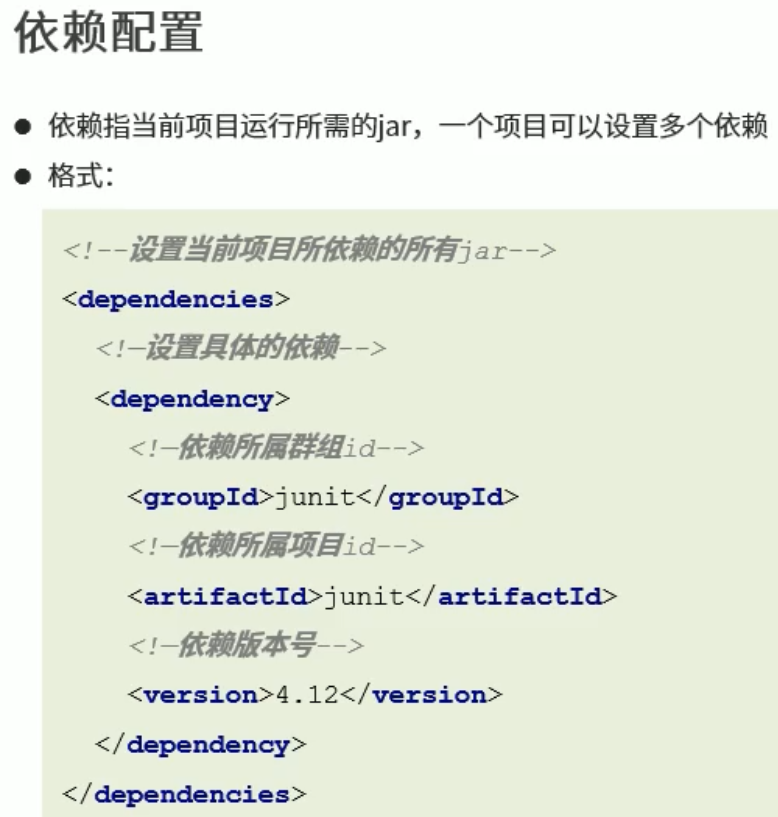 依赖配置
● 依赖指当前项目运行所需的jar，一个项目可以设置多个依赖
● 格式：
<!--设置当前项目所依赖的所有jar-->
<dependencies>
<!—设置具体的依赖-->
<dependency>
<!—依赖所属群组id-->
<groupId>junit</groupId>
<!—依赖所属项目id-->
<artifactId>junit</artifactId>
<!—依赖版本号-->
<version>4.12</version>
</dependency>
</dependencies>